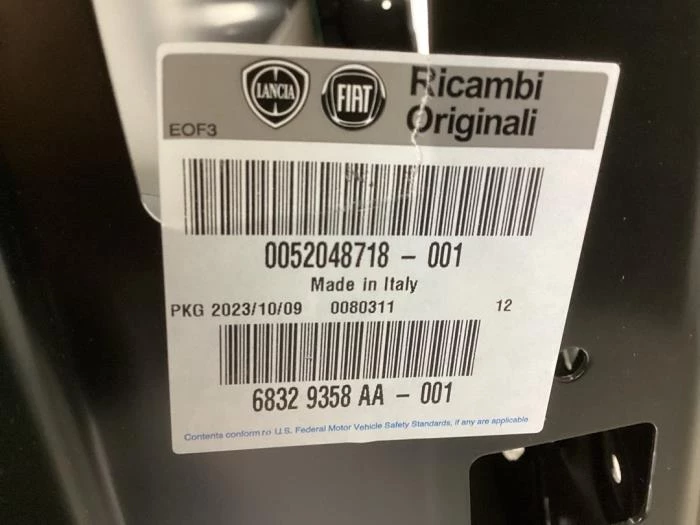 LANCIA FIAT Ricambi
Originali
EOF3
0052048718 - 001
Made in Italy
PKG 2023/10/09 0080311 12
6832 9358 AA - 001
Contents conform to U.S. Federal Motor Vehicle Safety Standards, if any are applicable